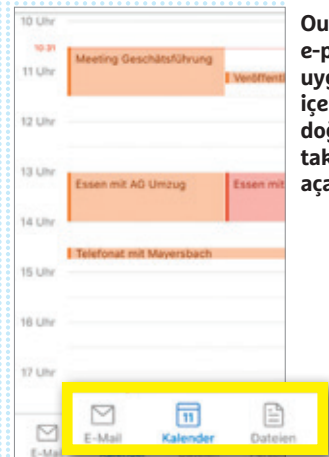 10 Uhr
10:31
Meeting Geschäftsführung
11 Uhr
Veröffentl
12 Uhr
13 Uhr
Essen mit AG Umzug
Essen mit
14 Uhr
Telefonat mit Mayersbach
15 Uhr
16 Uhr
17 Uhr
11
E-Mail
Kalender
Dateien
E-Mai
Ou
e-p
uyg
içe
doğ
tak
aça